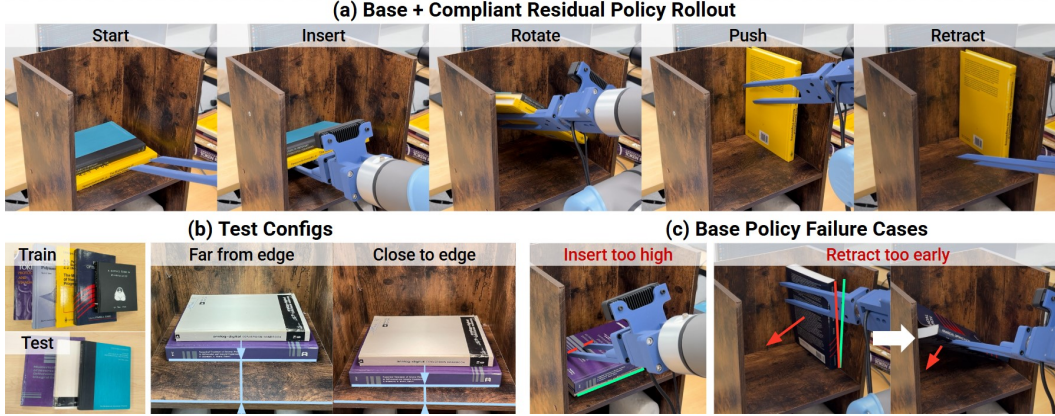 (a) Base + Compliant Residual Policy Rollout
Start
Insert
Rotate
Push
Retract
(b) Test Configs
Train
Test
Far from edge
Close to edge
(c) Base Policy Failure Cases
Insert too high
Retract too early